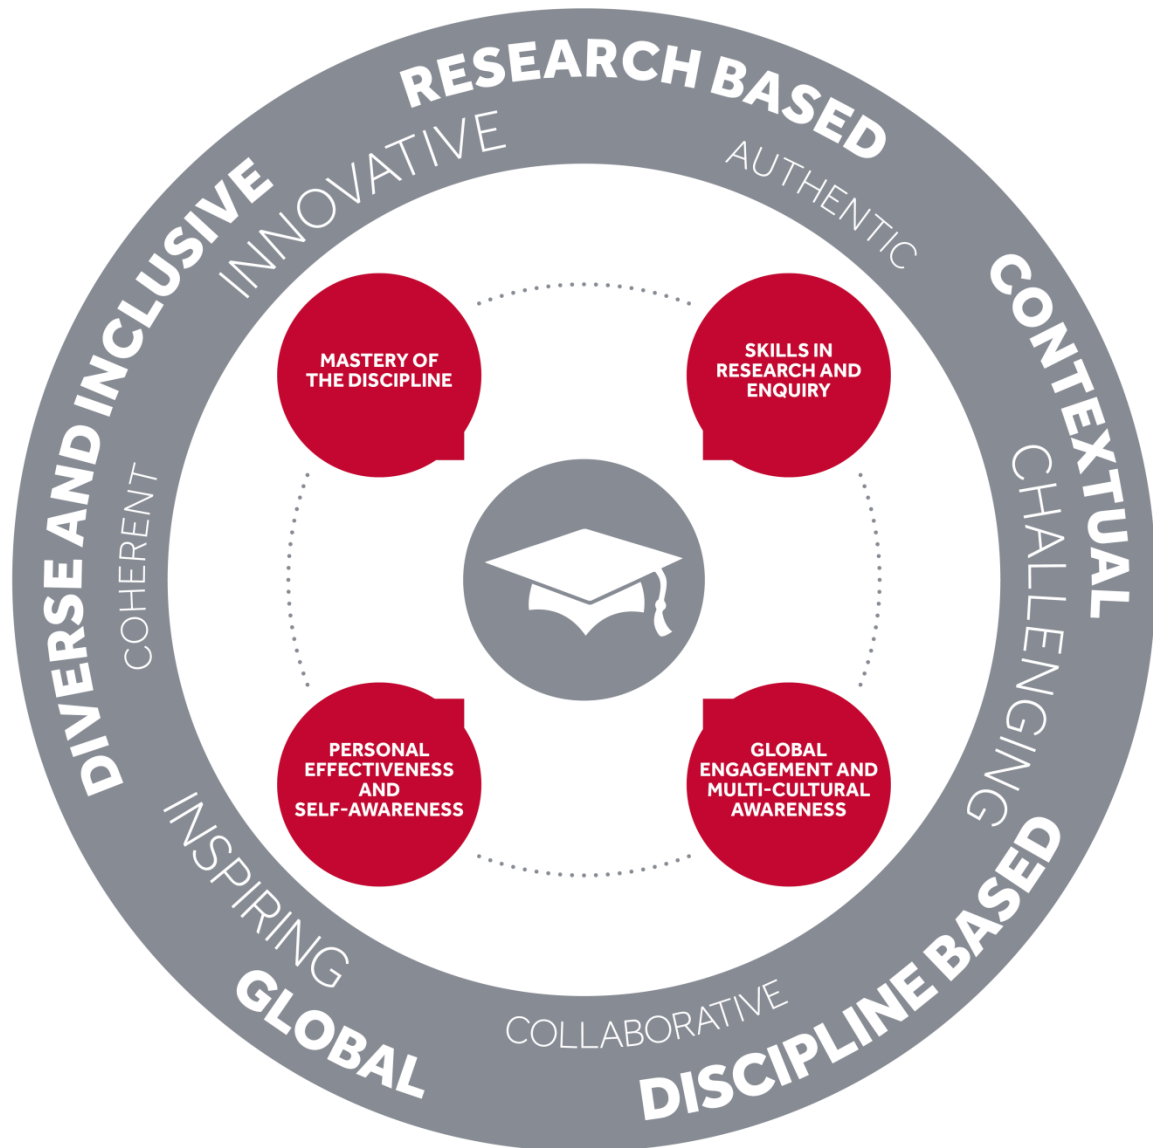 RESEARCH BASED
INNOVATIVE
AUTHENTIC
CONTEXTUAL
CHALLENGING
DISCIPLINE BASED
COLLABORATIVE
GLOBAL
INSPIRING
DIVERSE AND INCLUSIVE
COHERENT
MASTERY OF
THE DISCIPLINE
SKILLS IN
RESEARCH AND
ENQUIRY
PERSONAL
EFFECTIVENESS
AND
SELF-AWARENESS
GLOBAL
ENGAGEMENT AND
MULTI-CULTURAL
AWARENESS